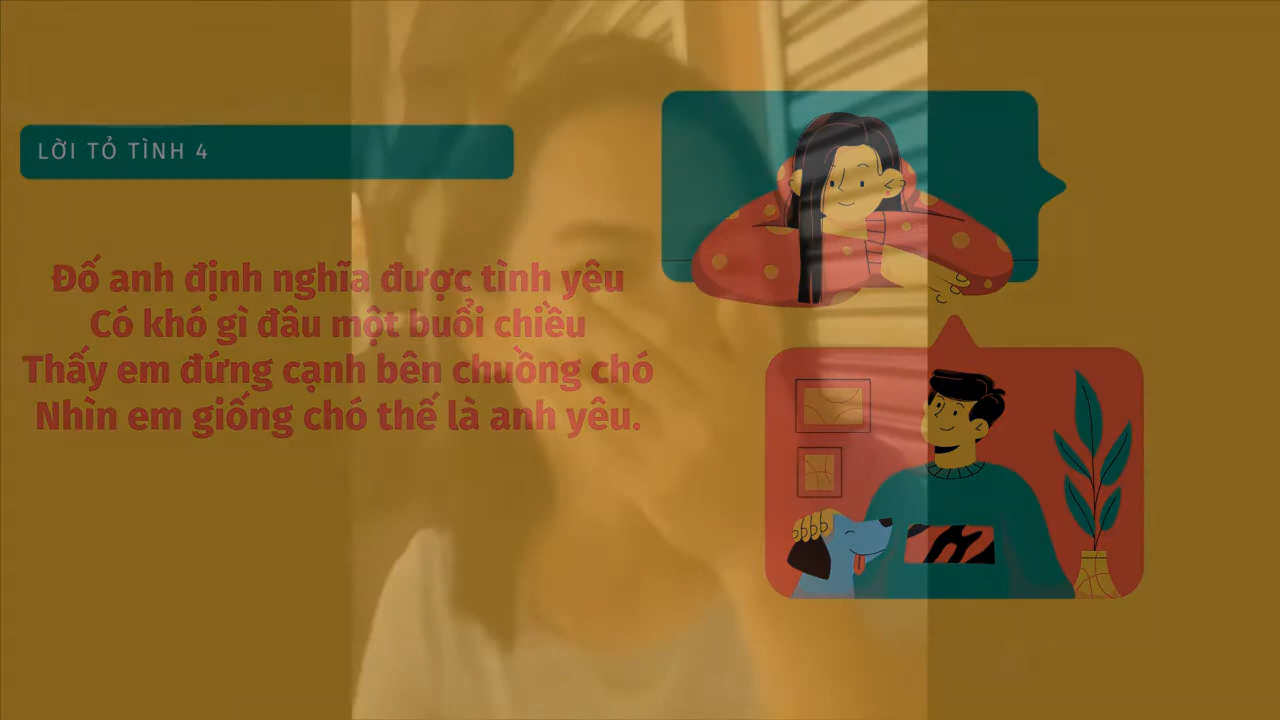 LỜI TỎ TÌNH 4
Đố anh định nghĩa được tình yêu
Có khó gì đâu một buổi chiều
Thấy em đứng cạnh bên chuồng chó
Nhìn em giống chó thế là anh yêu.